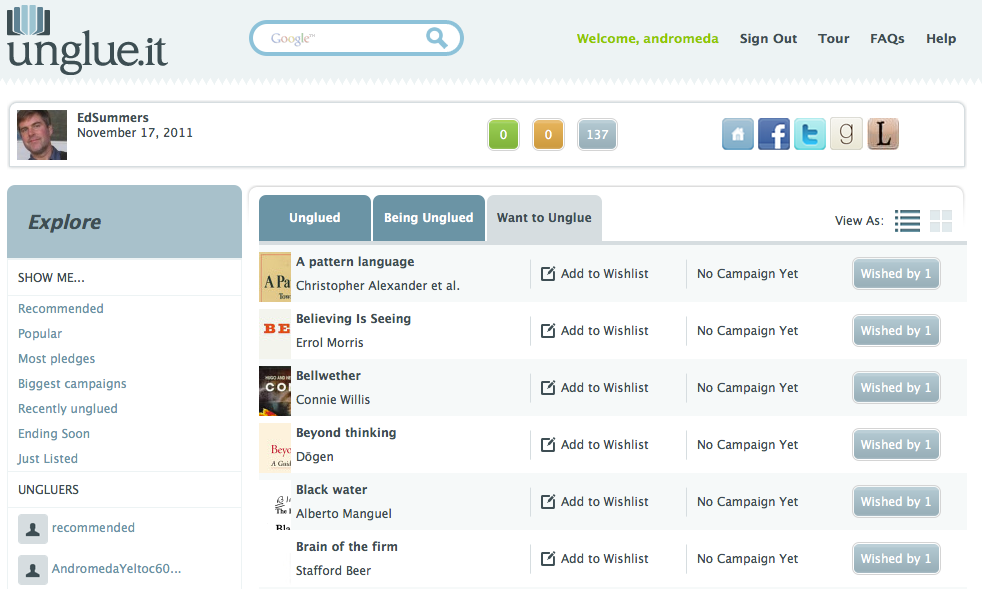 unglue.it
Google™
Welcome, andromeda Sign Out Tour FAQs Help
EdSummers
November 17, 2011
0 0 137
f t g L
Explore
Unglued Being Unglued Want to Unglue View As:
SHOW ME...
Recommended
Popular
Most pledges
Biggest campaigns
Recently unglued
Ending Soon
Just Listed
UNGLUERS
recommended
AndromedaYeltoc60...
A pattern language
Christopher Alexander et al.
Add to Wishlist No Campaign Yet Wished by 1
Believing Is Seeing
Errol Morris
Add to Wishlist No Campaign Yet Wished by 1
Bellwether
Connie Willis
Add to Wishlist No Campaign Yet Wished by 1
Beyond thinking
Dōgen
Add to Wishlist No Campaign Yet Wished by 1
Black water
Alberto Manguel
Add to Wishlist No Campaign Yet Wished by 1
Brain of the firm
Stafford Beer
Add to Wishlist No Campaign Yet Wished by 1